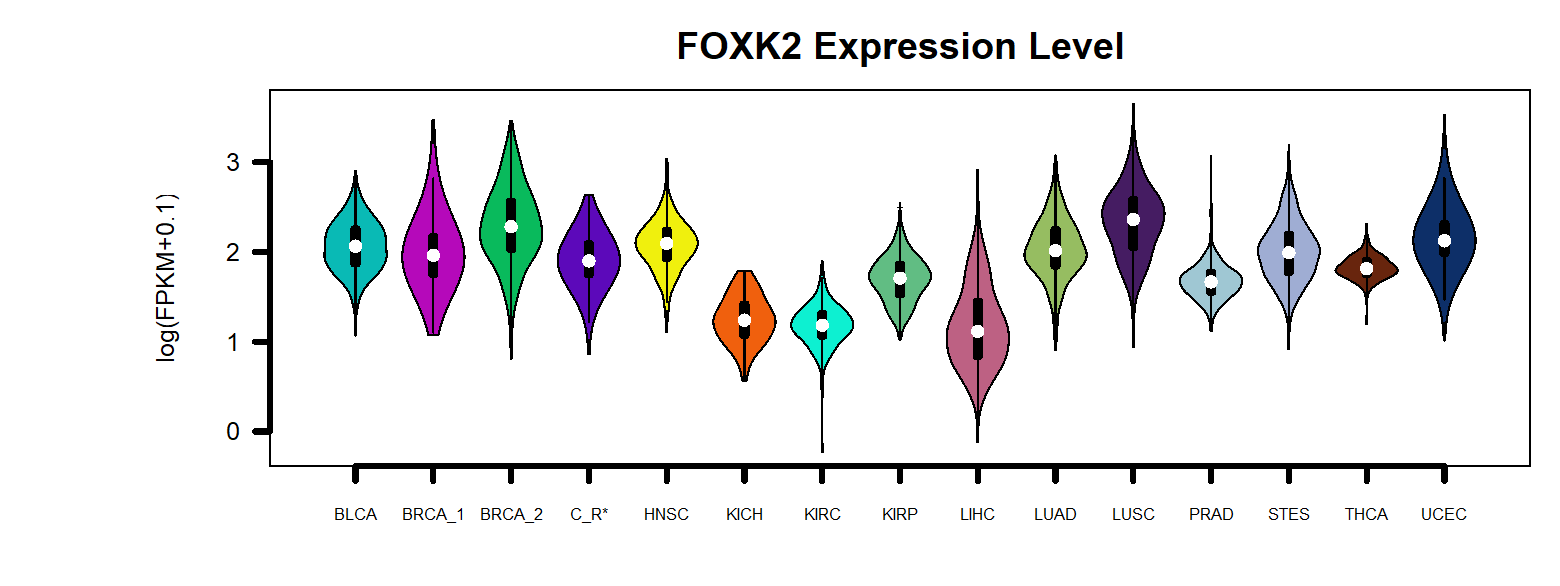 FOXK2 Expression Level
log(FPKM+0.1)
3
2
1
0
BLCA BRCA_1 BRCA_2 C_R* HNSC KICH KIRC KIRP LIHC LUAD LUSC PRAD STES THCA UCEC